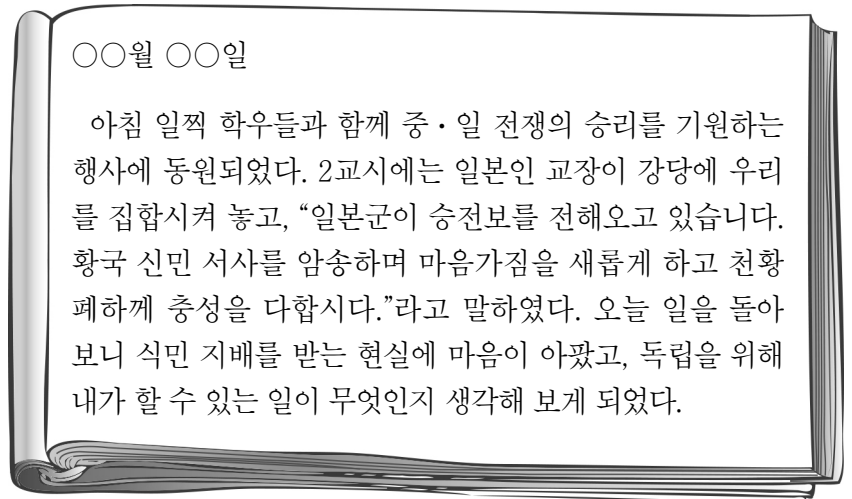 ○○월 ○○일
아침 일찍 학우들과 함께 중·일 전쟁의 승리를 기원하는
행사에 동원되었다. 2교시에는 일본인 교장이 강당에 우리
를 집합시켜 놓고, “일본군이 승전보를 전해오고 있습니다.
황국 신민 서사를 암송하며 마음가짐을 새롭게 하고 천황
폐하께 충성을 다합시다.”라고 말하였다. 오늘 일을 돌아
보니 식민 지배를 받는 현실에 마음이 아팠고, 독립을 위해
내가 할 수 있는 일이 무엇인지 생각해 보게 되었다.